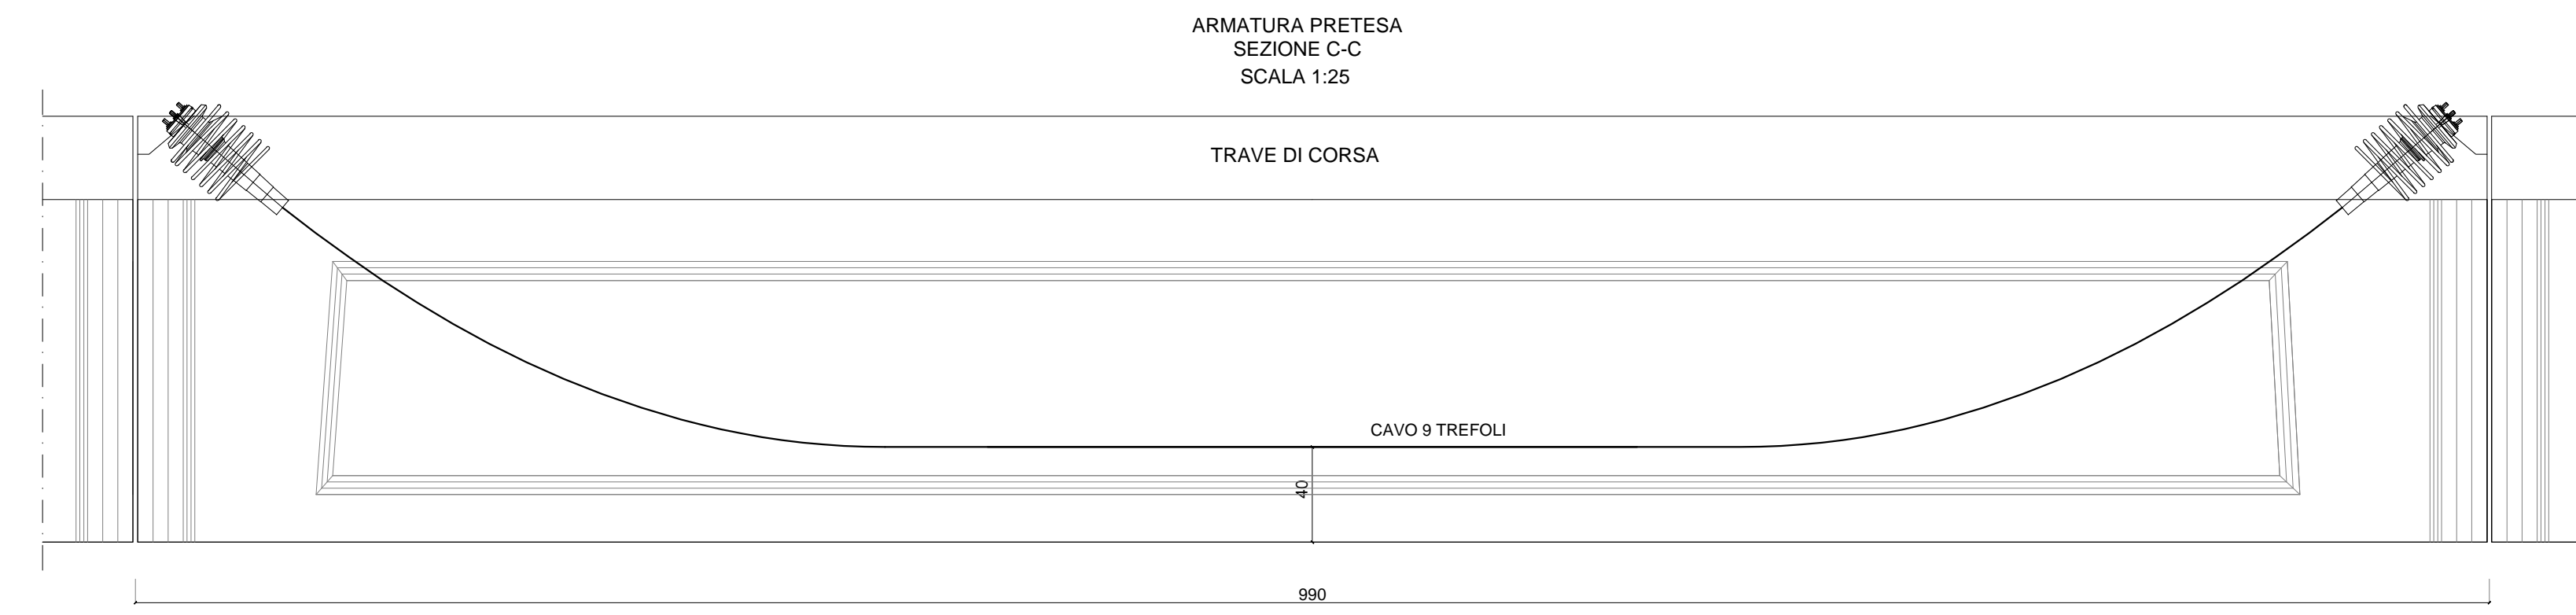 ARMATURA PRETESA
SEZIONE C-C
SCALA 1:25
TRAVE DI CORSA
CAVO 9 TREFOLI
40
990